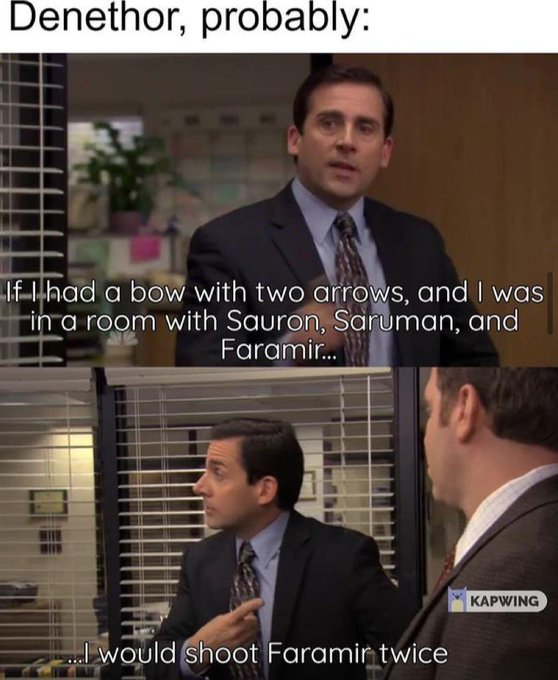 Denethor, probably:
If I had a bow with two arrows, and I was
in a room with Sauron, Saruman, and
Faramir...
KAPWING
...I would shoot Faramir twice